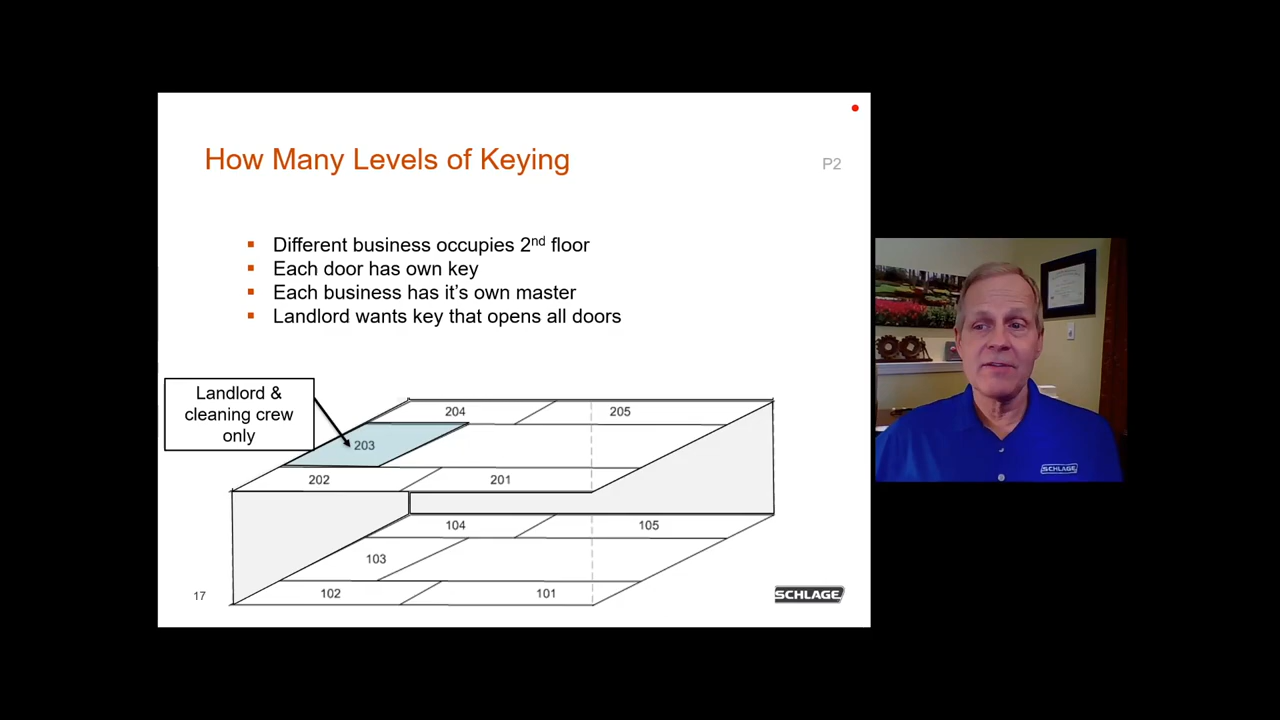 How Many Levels of Keying
P2
Different business occupies 2nd floor
Each door has own key
Each business has it's own master
Landlord wants key that opens all doors
Landlord &
cleaning crew
only
204
205
203
202
201
104
105
103
102
101
17
SCHLAGE
SCHLAGE